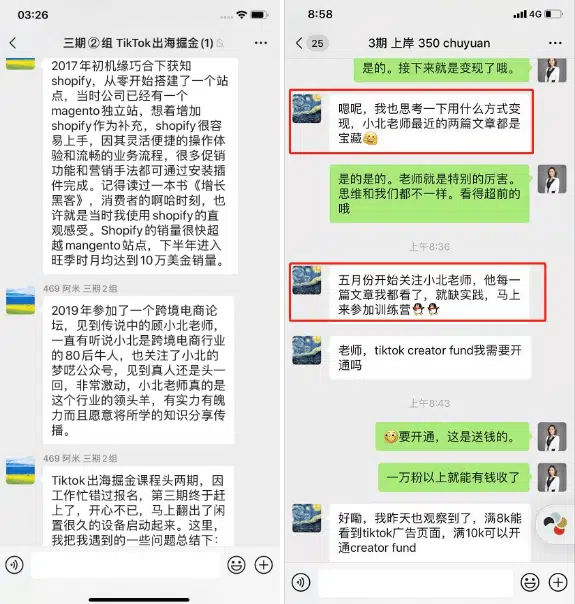 03:26
三期②组 TikTok出海掘金(1)
2017年初机缘巧合下获知
shopify，从零开始搭建了一个站
点，当时公司已经有一个
magento独立站，想着增加
shopify作为补充，shopify很容
易上手，因其灵活便捷的操作体
验和流畅的业务流程，很多促销
功能和营销手法都可通过安装插
件完成。记得读过一本书《增长
黑客》，消费者的啊哈时刻，也
许就是当时我使用shopify的直
观感受。Shopify的销量很快超
越mangento站点，下半年进入
旺季时月均达到10万美金销量。
469 阿米 三期2组
2019年参加了一个跨境电商论
坛，见到传说中的顾小北老师，
一直有听说小北是跨境电商行业
的80后牛人，也关注了小北的
梦呓公众号，见到真人还是头一
回，非常激动，小北老师真的是
这个行业的领头羊，有实力有魄
力而且愿意将所学的知识分享传
播。
469 阿米 三期2组
Tiktok出海掘金课程头两期，因
工作忙错过报名，第三期终于赶
上了，开心不已，马上翻出了闲
置很久的设备启动起来。这里，
我把我遇到的一些问题总结下：
8:58
4G
25
3期 上岸 350 chuyuan
是的。接下来就是变现了哦。
嗯呢，我也思考一下用什么方式变
现，小北老师最近的两篇文章都是
宝藏
是的是的。老师就是特别的厉害。
思维和我们都不一样。看得超前的
哦
上午8:36
五月份开始关注小北老师，他每一
篇文章我都看了，就缺实践，马上
来参加训练营
老师，tiktok creator fund我需要开
通吗
上午8:43
要开通，这是送钱的。
一万粉以上就能有钱收了
好嘞，我昨天也观察到了，满8k能
看到tiktok广告页面，满10k可以开
通creator fund